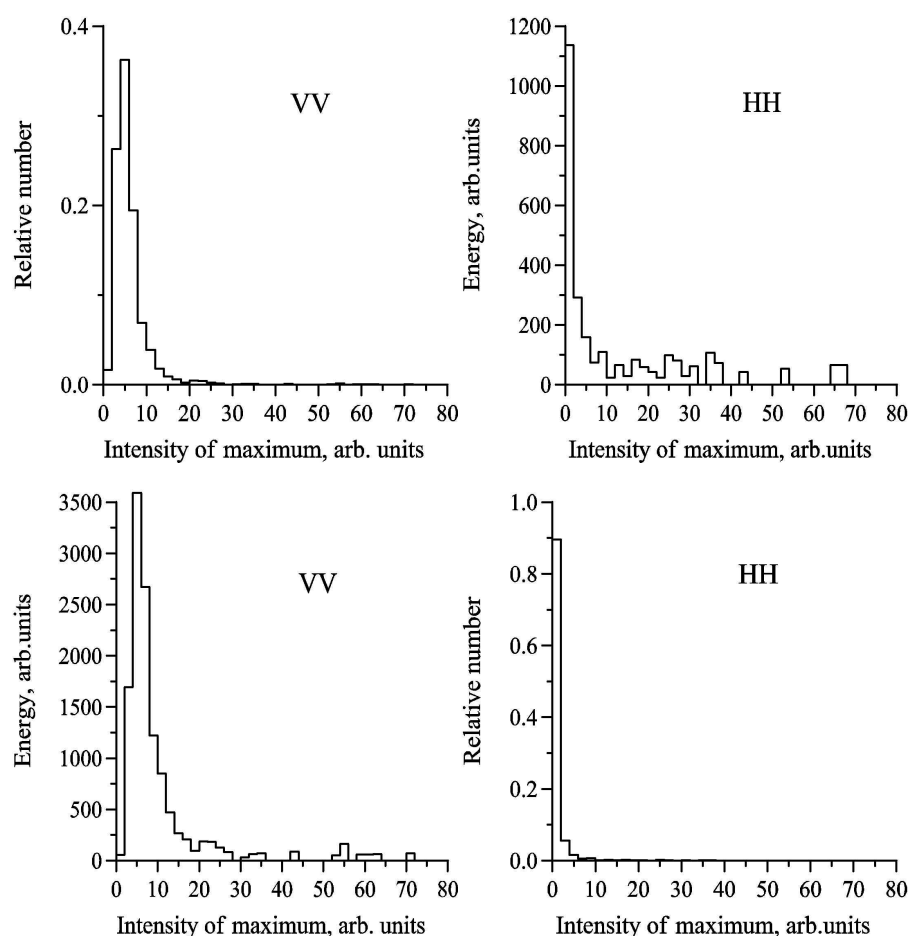 0.4
0.2
0.0
Relative number
VV
0 10 20 30 40 50 60 70 80
Intensity of maximum, arb. units
1200
1000
800
600
400
200
0
Energy, arb.units
HH
0 10 20 30 40 50 60 70 80
Intensity of maximum, arb.units
3500
3000
2500
2000
1500
1000
500
0
Energy, arb.units
VV
0 10 20 30 40 50 60 70 80
Intensity of maximum, arb. units
1.0
0.8
0.6
0.4
0.2
0.0
Relative number
HH
0 10 20 30 40 50 60 70 80
Intensity of maximum, arb.units